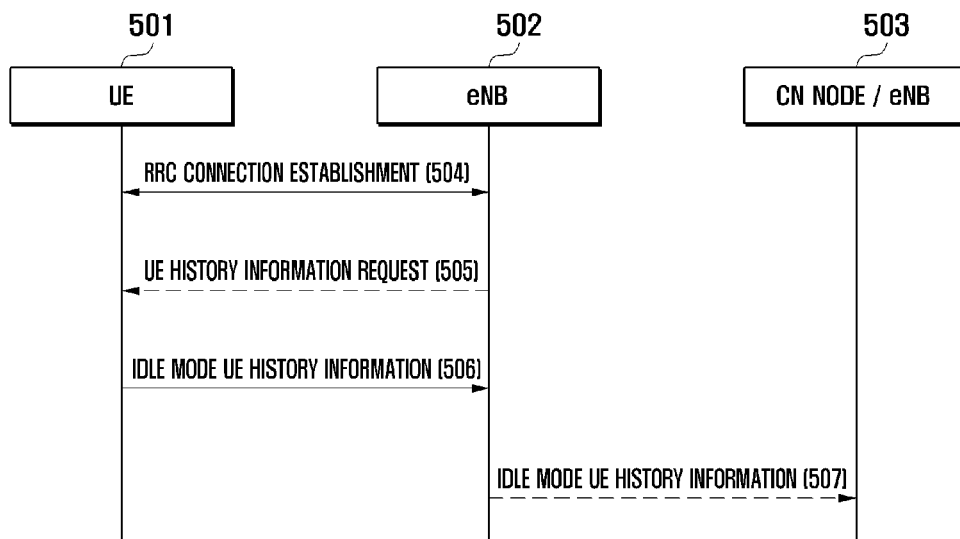 501
502
503
UE
eNB
CN NODE / eNB
RRC CONNECTION ESTABLISHMENT (504)
UE HISTORY INFORMATION REQUEST (505)
IDLE MODE UE HISTORY INFORMATION (506)
IDLE MODE UE HISTORY INFORMATION (507)